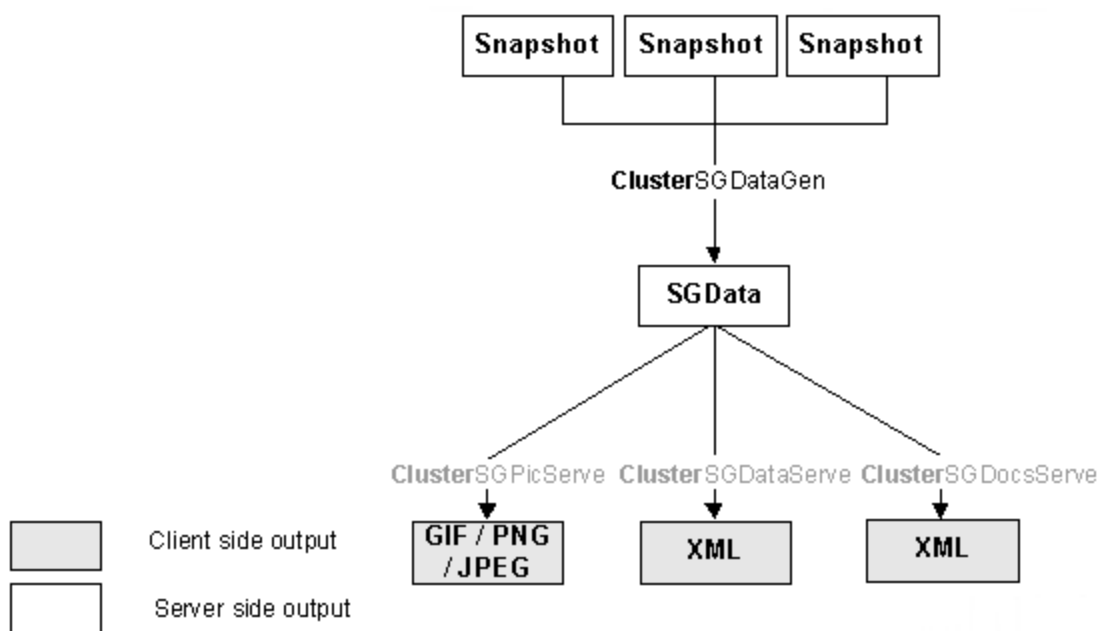 Snapshot Snapshot Snapshot
ClusterSGDataGen
SGData
ClusterSGPicServe ClusterSGDataServe ClusterSGDocsServe
GIF / PNG
/ JPEG
XML
XML
Client side output
Server side output